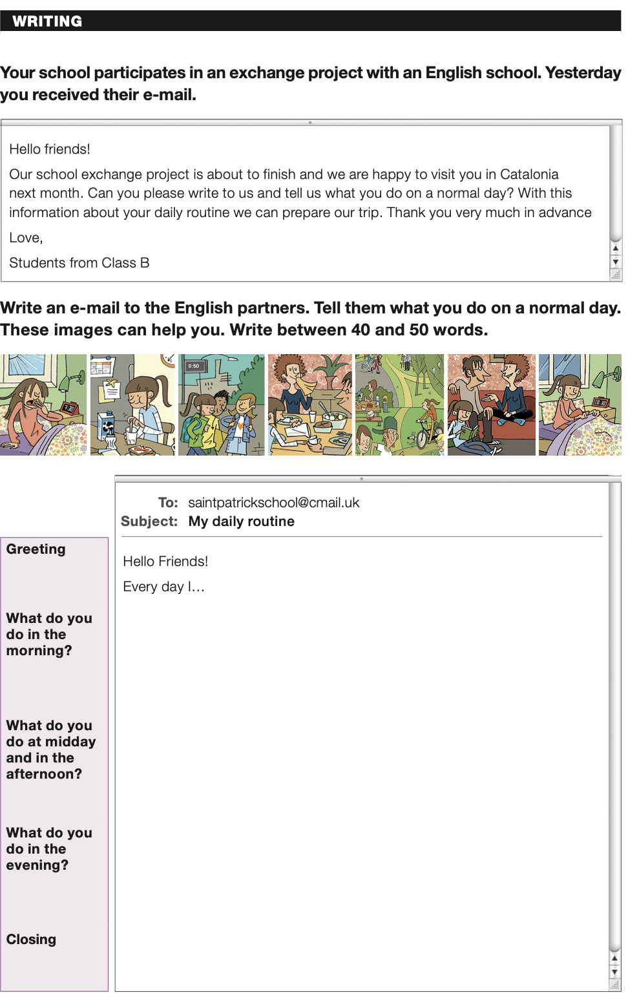 WRITING
Your school participates in an exchange project with an English school. Yesterday
you received their e-mail.
Hello friends!
Our school exchange project is about to finish and we are happy to visit you in Catalonia
next month. Can you please write to us and tell us what you do on a normal day? With this
information about your daily routine we can prepare our trip. Thank you very much in advance
Love,
Students from Class B
Write an e-mail to the English partners. Tell them what you do on a normal day.
These images can help you. Write between 40 and 50 words.
7:30
8:50
To: saintpatrickschool@cmail.uk
Subject: My daily routine
Greeting
Hello Friends!
Every day I…
What do you
do in the
morning?
What do you
do at midday
and in the
afternoon?
What do you
do in the
evening?
Closing